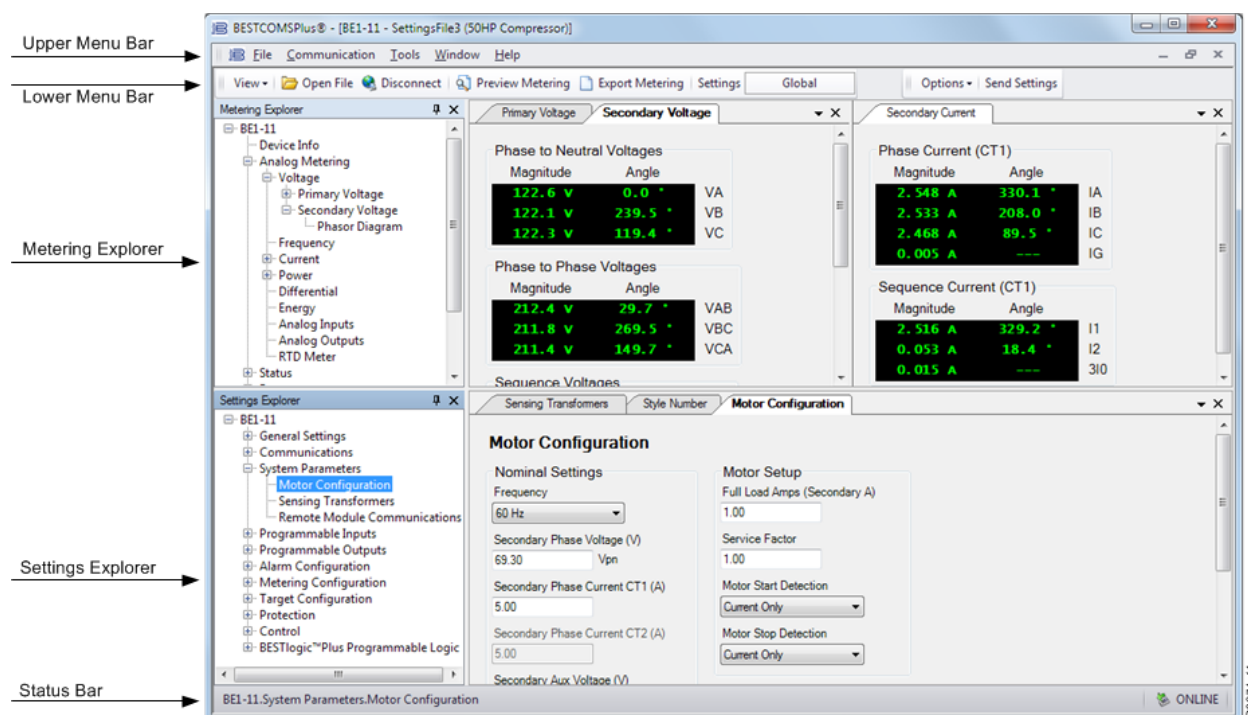 BESTCOMSPlus® - [BE1-11 - SettingsFile3 (50HP Compressor)]
Upper Menu Bar
File Communication Tools Window Help
Lower Menu Bar
View Open File Disconnect Preview Metering Export Metering Settings Global Options Send Settings
Metering Explorer
Metering Explorer
BE1-11
Device Info
Analog Metering
Voltage
Primary Voltage
Secondary Voltage
Phasor Diagram
Frequency
Current
Power
Differential
Energy
Analog Inputs
Analog Outputs
RTD Meter
Status
Primary Voltage Secondary Voltage
Phase to Neutral Voltages
Magnitude Angle
122.6 V 0.0 ° VA
122.1 V 239.5 ° VB
122.3 V 119.4 ° VC
Phase to Phase Voltages
Magnitude Angle
212.4 V 29.7 ° VAB
211.8 V 269.5 ° VBC
211.4 V 149.7 ° VCA
Sequence Voltages
Secondary Current
Phase Current (CT1)
Magnitude Angle
2.548 A 330.1 ° IA
2.533 A 208.0 ° IB
2.468 A 89.5 ° IC
0.005 A --- IG
Sequence Current (CT1)
Magnitude Angle
2.516 A 329.2 ° I1
0.053 A 18.4 ° I2
0.015 A --- 3I0
Settings Explorer
Settings Explorer
BE1-11
General Settings
Communications
System Parameters
Motor Configuration
Sensing Transformers
Remote Module Communications
Programmable Inputs
Programmable Outputs
Alarm Configuration
Metering Configuration
Target Configuration
Protection
Control
BESTlogic™Plus Programmable Logic
Sensing Transformers Style Number Motor Configuration
Motor Configuration
Nominal Settings
Frequency
60 Hz
Secondary Phase Voltage (V)
69.30 Vpn
Secondary Phase Current CT1 (A)
5.00
Secondary Phase Current CT2 (A)
5.00
Secondary Aux Voltage (V)
Motor Setup
Full Load Amps (Secondary A)
1.00
Service Factor
1.00
Motor Start Detection
Current Only
Motor Stop Detection
Current Only
Status Bar
BE1-11.System Parameters.Motor Configuration ONLINE